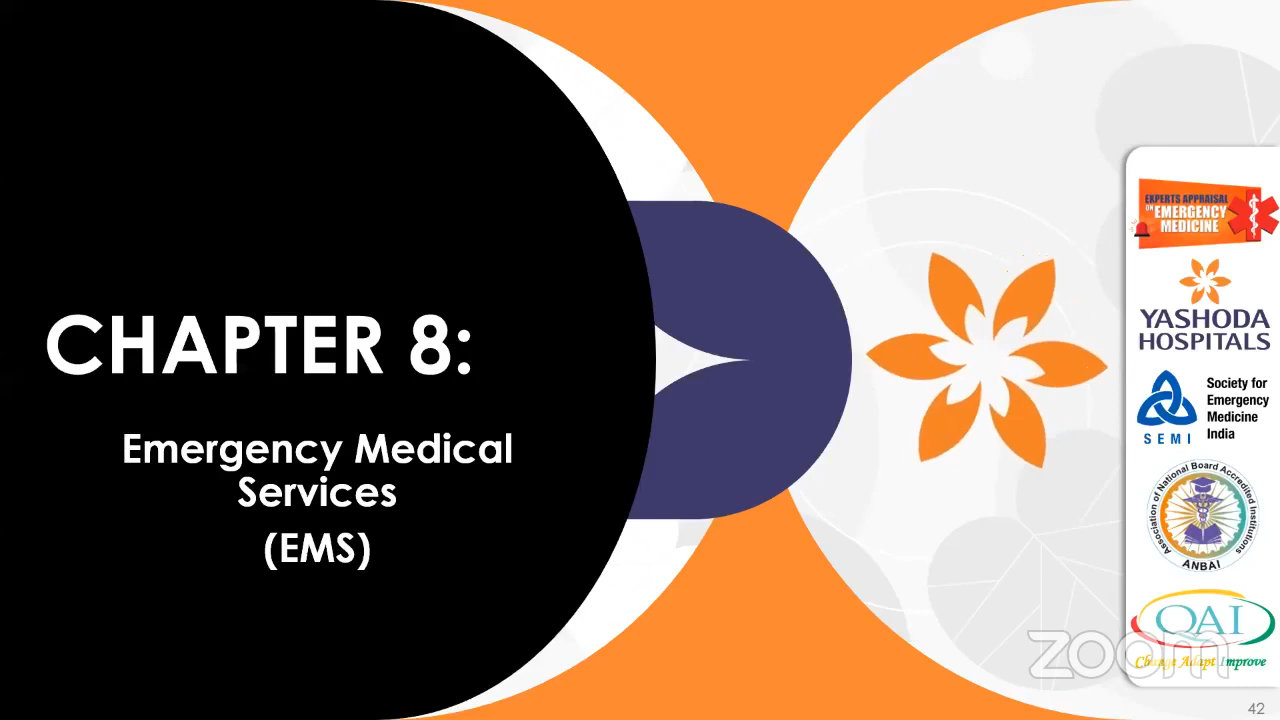 CHAPTER 8:
Emergency Medical
Services
(EMS)
EXPERTS APPRAISAL
ON EMERGENCY
MEDICINE
YASHODA
HOSPITALS
SEMI
Society for
Emergency
Medicine
India
Association of National Board Accredited Institutions
ANBAI
QAI
Change Adapt Improve
zoom
42